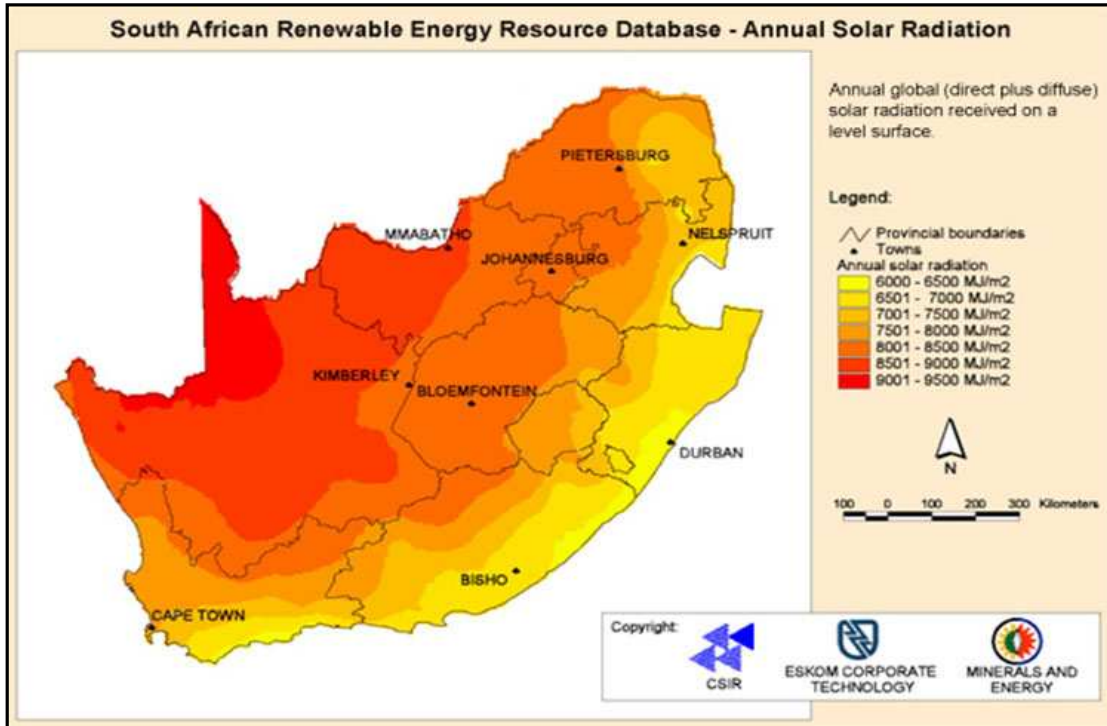 South African Renewable Energy Resource Database - Annual Solar Radiation
Annual global (direct plus diffuse)
solar radiation received on a
level surface.
PIETERSBURG
MMABATHO
NELSPRUIT
JOHANNESBURG
KIMBERLEY
BLOEMFONTEIN
DURBAN
BISHO
CAPE TOWN
Legend:
Provincial boundaries
Towns
Annual solar radiation
6000 - 6500 MJ/m2
6501 - 7000 MJ/m2
7001 - 7500 MJ/m2
7501 - 8000 MJ/m2
8001 - 8500 MJ/m2
8501 - 9000 MJ/m2
9001 - 9500 MJ/m2
N
100 0 100 200 300 Kilometers
Copyright:
CSIR
ESKOM CORPORATE
TECHNOLOGY
MINERALS AND
ENERGY